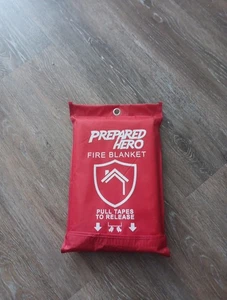 PREPARED
HERO
FIRE BLANKET
PULL TAPES
TO RELEASE